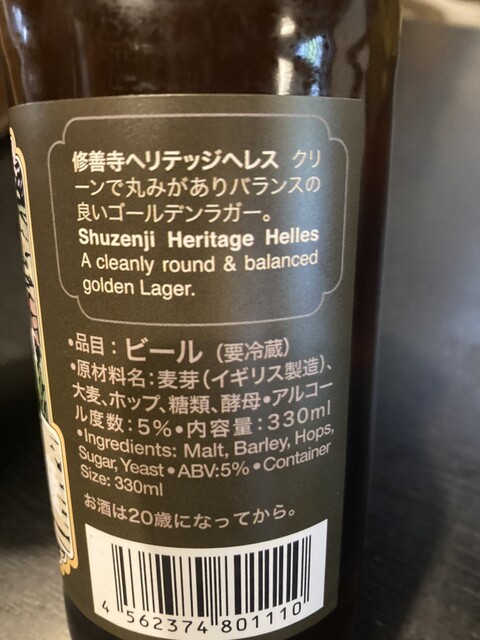 修善寺ヘリテッジヘレス クリ
ーンで丸みがありバランスの
良いゴールデンラガー。
Shuzenji Heritage Helles
A cleanly round & balanced
golden Lager.
•品目：ビール（要冷蔵）
•原材料名：麦芽（イギリス製造）、
大麦、ホップ、糖類、酵母•アルコー
ル度数：5%•内容量：330ml
•Ingredients: Malt, Barley, Hops,
Sugar, Yeast•ABV:5%•Container
Size: 330ml
お酒は20歳になってから。
4 562374 801110